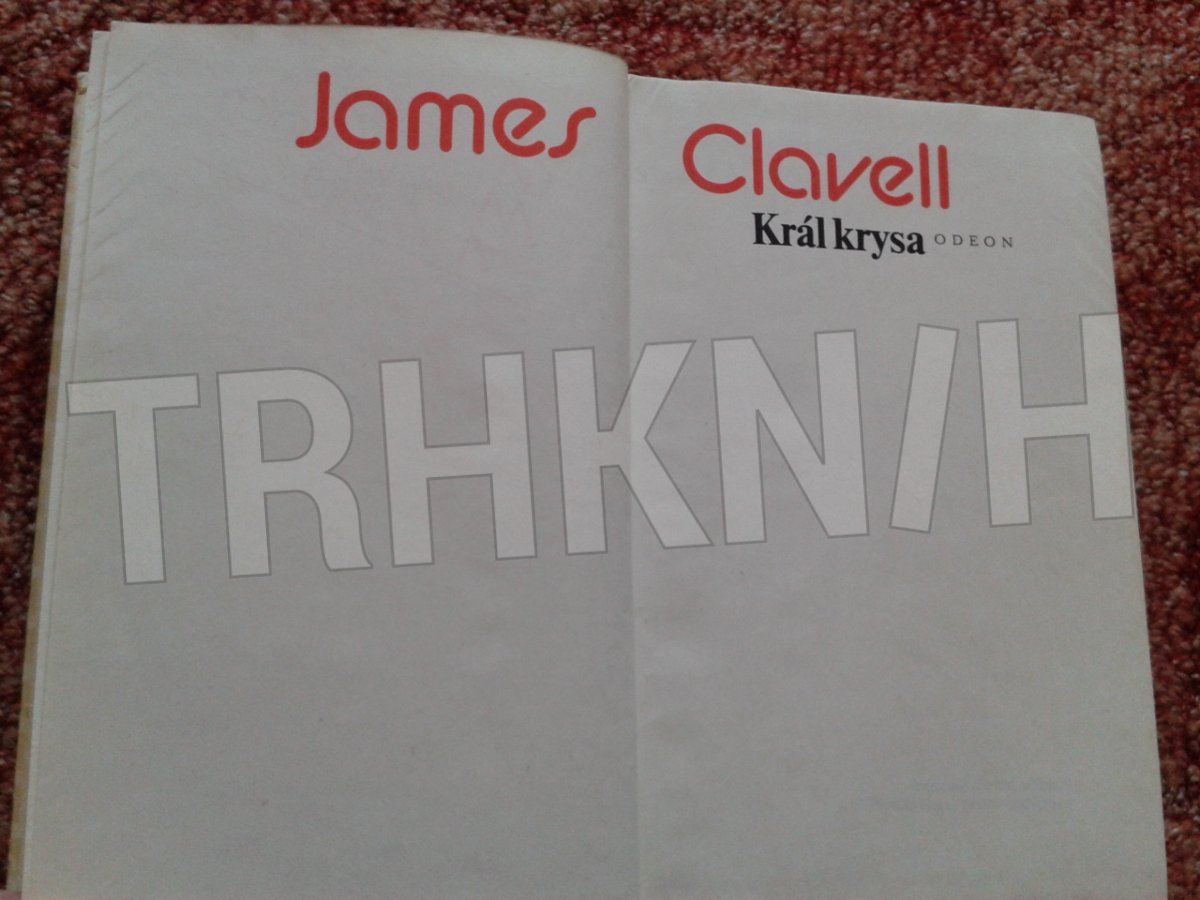 James Clavell
Král krysa ODEON
TRHKNIH